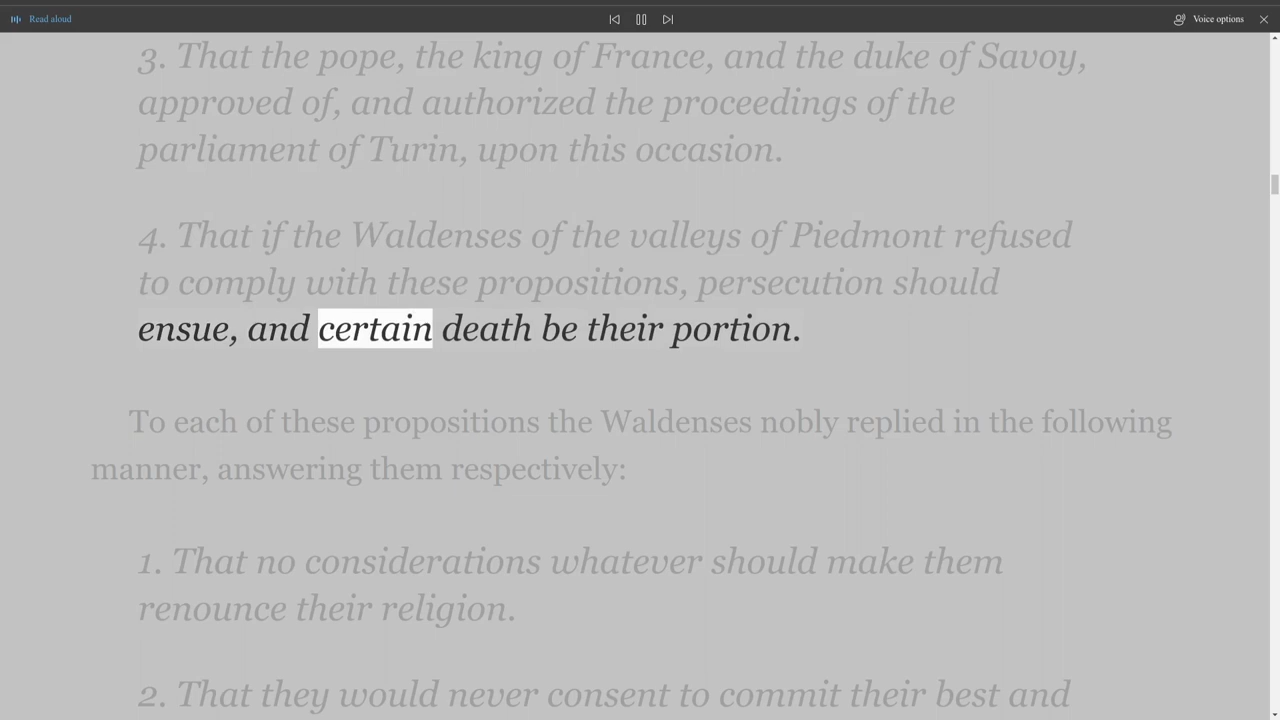 Read aloud
Voice options
3. That the pope, the king of France, and the duke of Savoy,
approved of, and authorized the proceedings of the
parliament of Turin, upon this occasion.
4. That if the Waldenses of the valleys of Piedmont refused
to comply with these propositions, persecution should
ensue, and certain death be their portion.
To each of these propositions the Waldenses nobly replied in the following
manner, answering them respectively:
1. That no considerations whatever should make them
renounce their religion.
2. That they would never consent to commit their best and